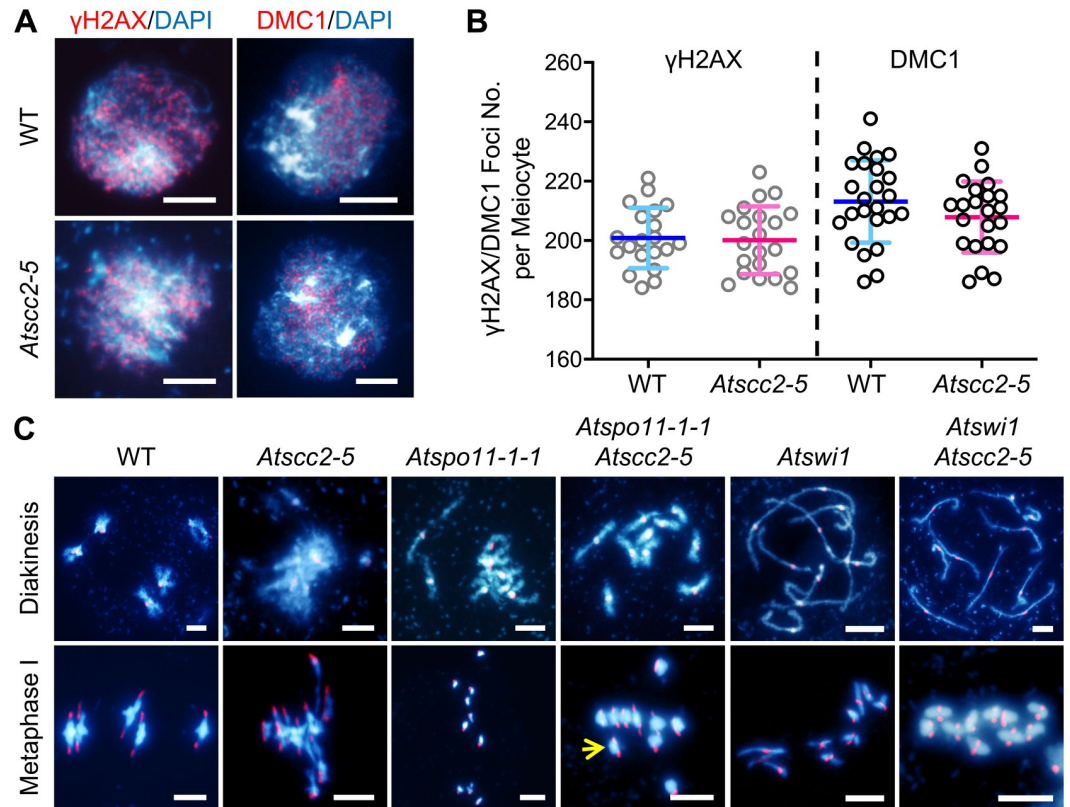 A
γH2AX/DAPI
DMC1/DAPI
WT
Atscc2-5
B
γH2AX/DMC1 Foci No.
per Meiocyte
260
240
220
200
180
160
γH2AX
DMC1
WT
Atscc2-5
WT
Atscc2-5
C
WT
Atscc2-5
Atspo11-1-1
Atspo11-1-1
Atscc2-5
Atswi1
Atswi1
Atscc2-5
Diakinesis
Metaphase I